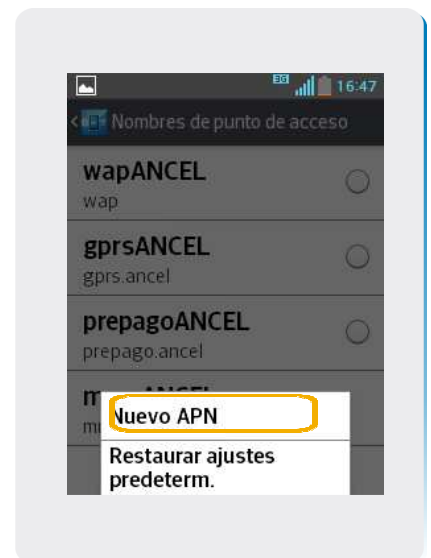 3G 16:47
Nombres de punto de acceso
wapANCEL
wap
gprsANCEL
gprs.ancel
prepagoANCEL
prepago.ancel
Nuevo APN
Restaurar ajustes
predeterm.